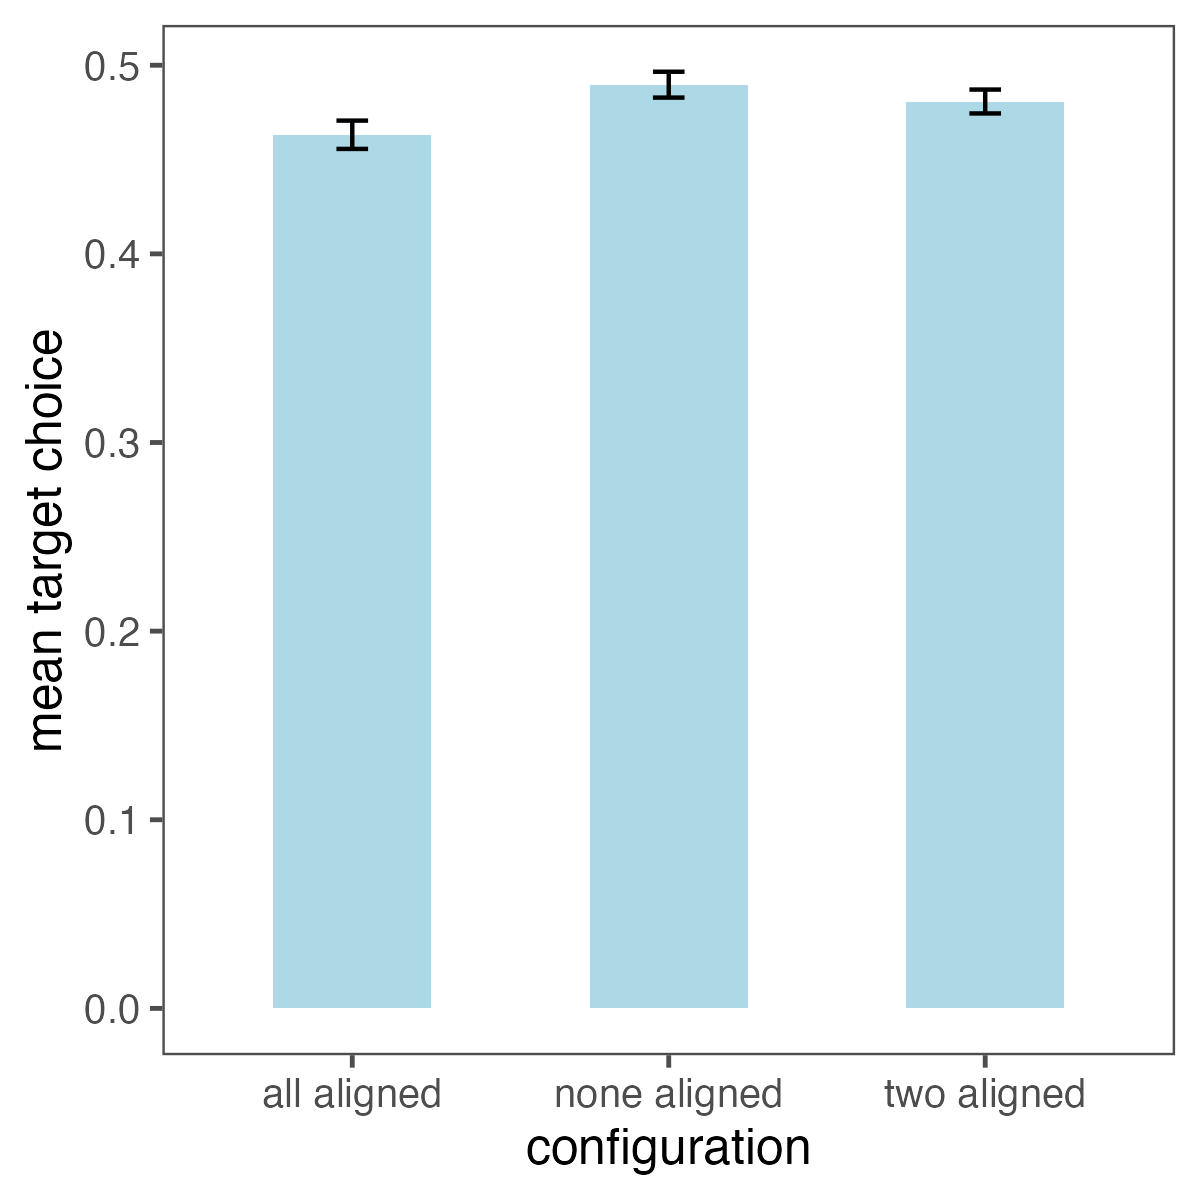 mean target choice
0.5
0.4
0.3
0.2
0.1
0.0
all aligned
none aligned
two aligned
configuration